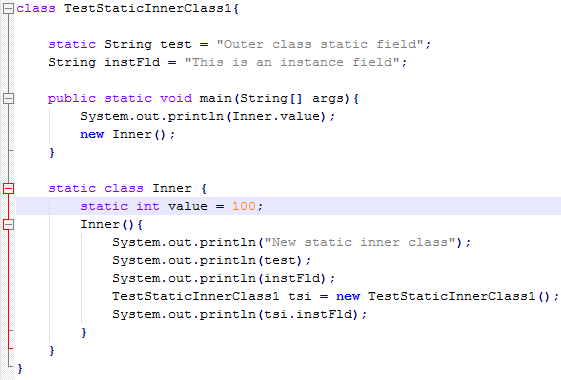 class TestStaticInnerClass1{
static String test = "Outer class static field";
String instFld = "This is an instance field";
public static void main(String[] args){
System.out.println(Inner.value);
new Inner();
}
static class Inner {
static int value = 100;
Inner(){
System.out.println("New static inner class");
System.out.println(test);
System.out.println(instFld);
TestStaticInnerClass1 tsi = new TestStaticInnerClass1();
System.out.println(tsi.instFld);
}
}
}